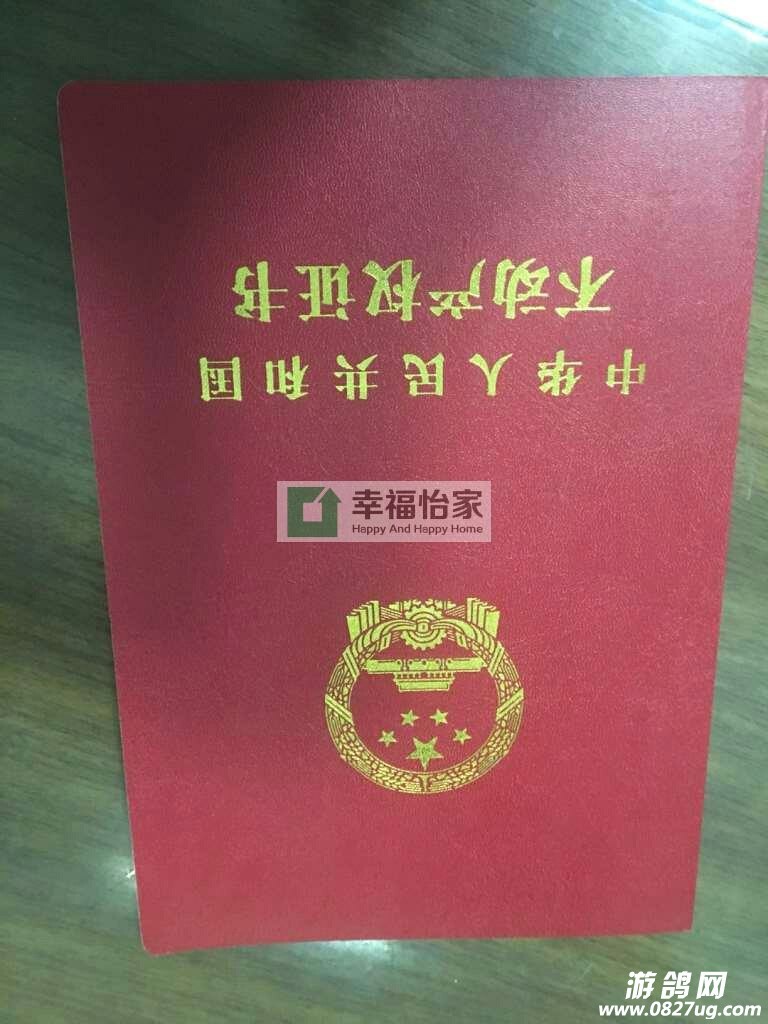 中华人民共和国
不动产权证书
幸福怡家
Happy And Happy Home
游鸽网
www.0827ug.com